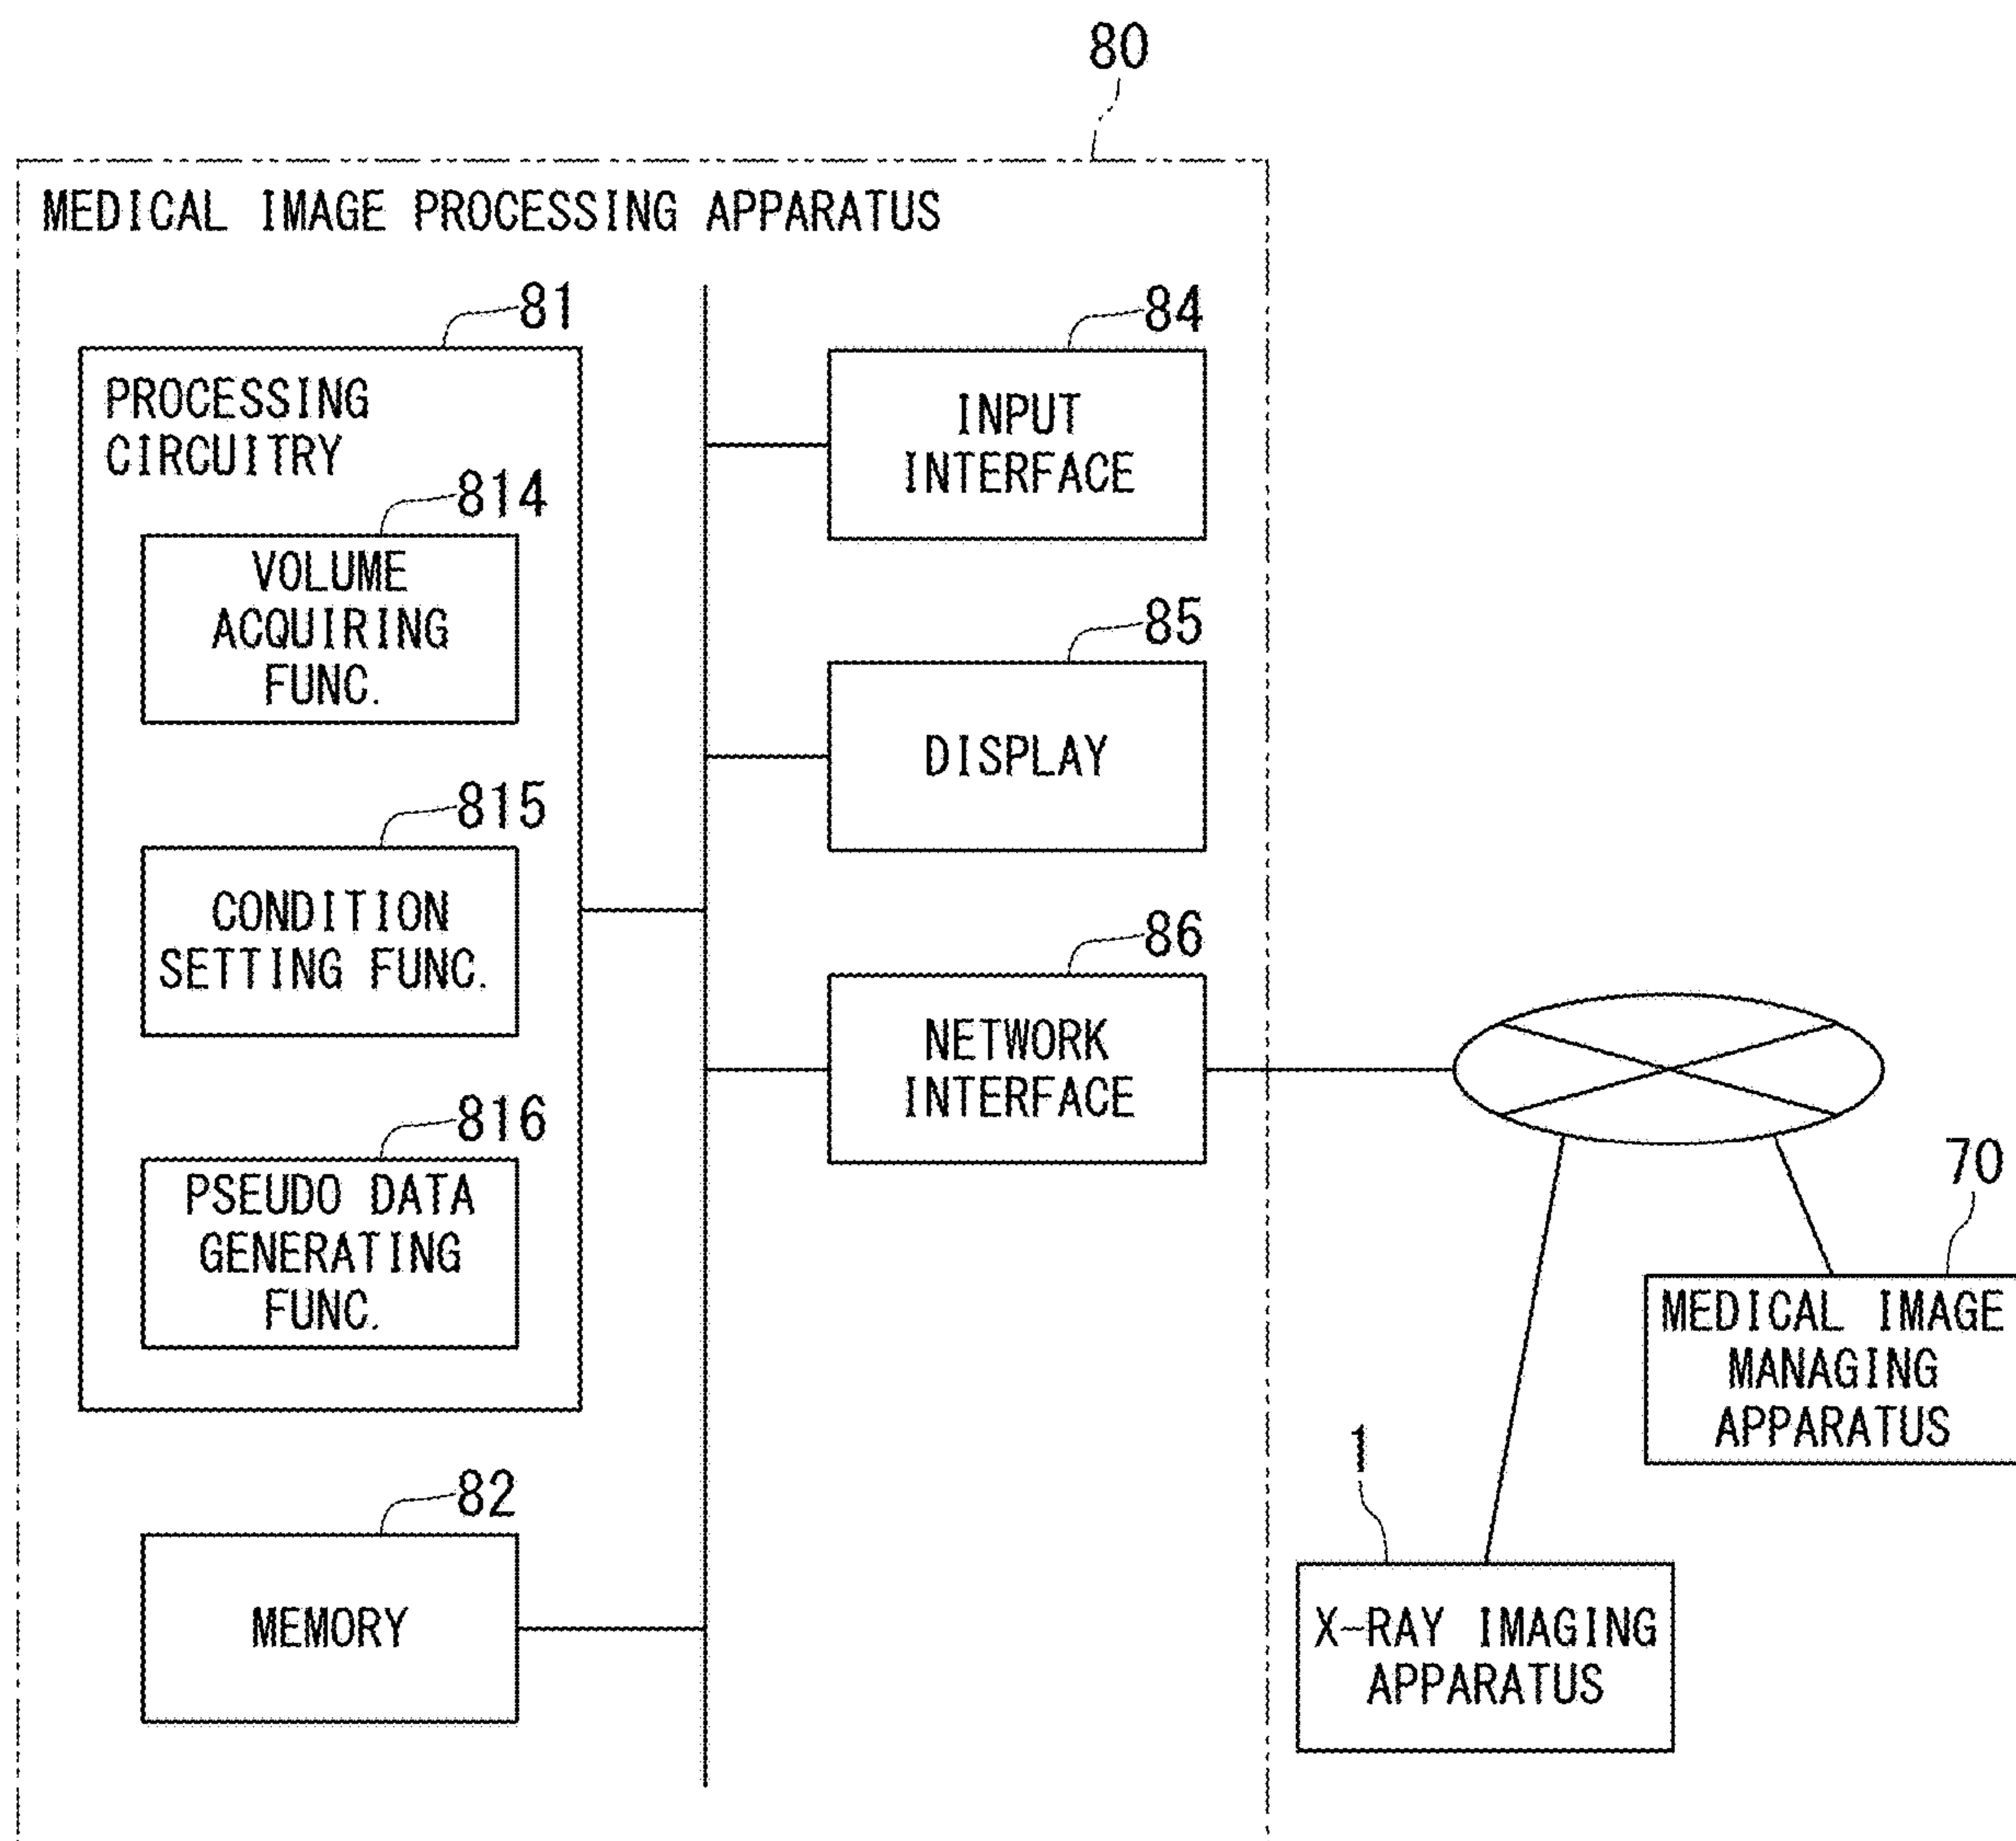 80
MEDICAL IMAGE PROCESSING APPARATUS
81
PROCESSING
CIRCUITRY
814
VOLUME
ACQUIRING
FUNC.
815
CONDITION
SETTING FUNC.
816
PSEUDO DATA
GENERATING
FUNC.
82
MEMORY
84
INPUT
INTERFACE
85
DISPLAY
86
NETWORK
INTERFACE
70
MEDICAL IMAGE
MANAGING
APPARATUS
1
X-RAY IMAGING
APPARATUS